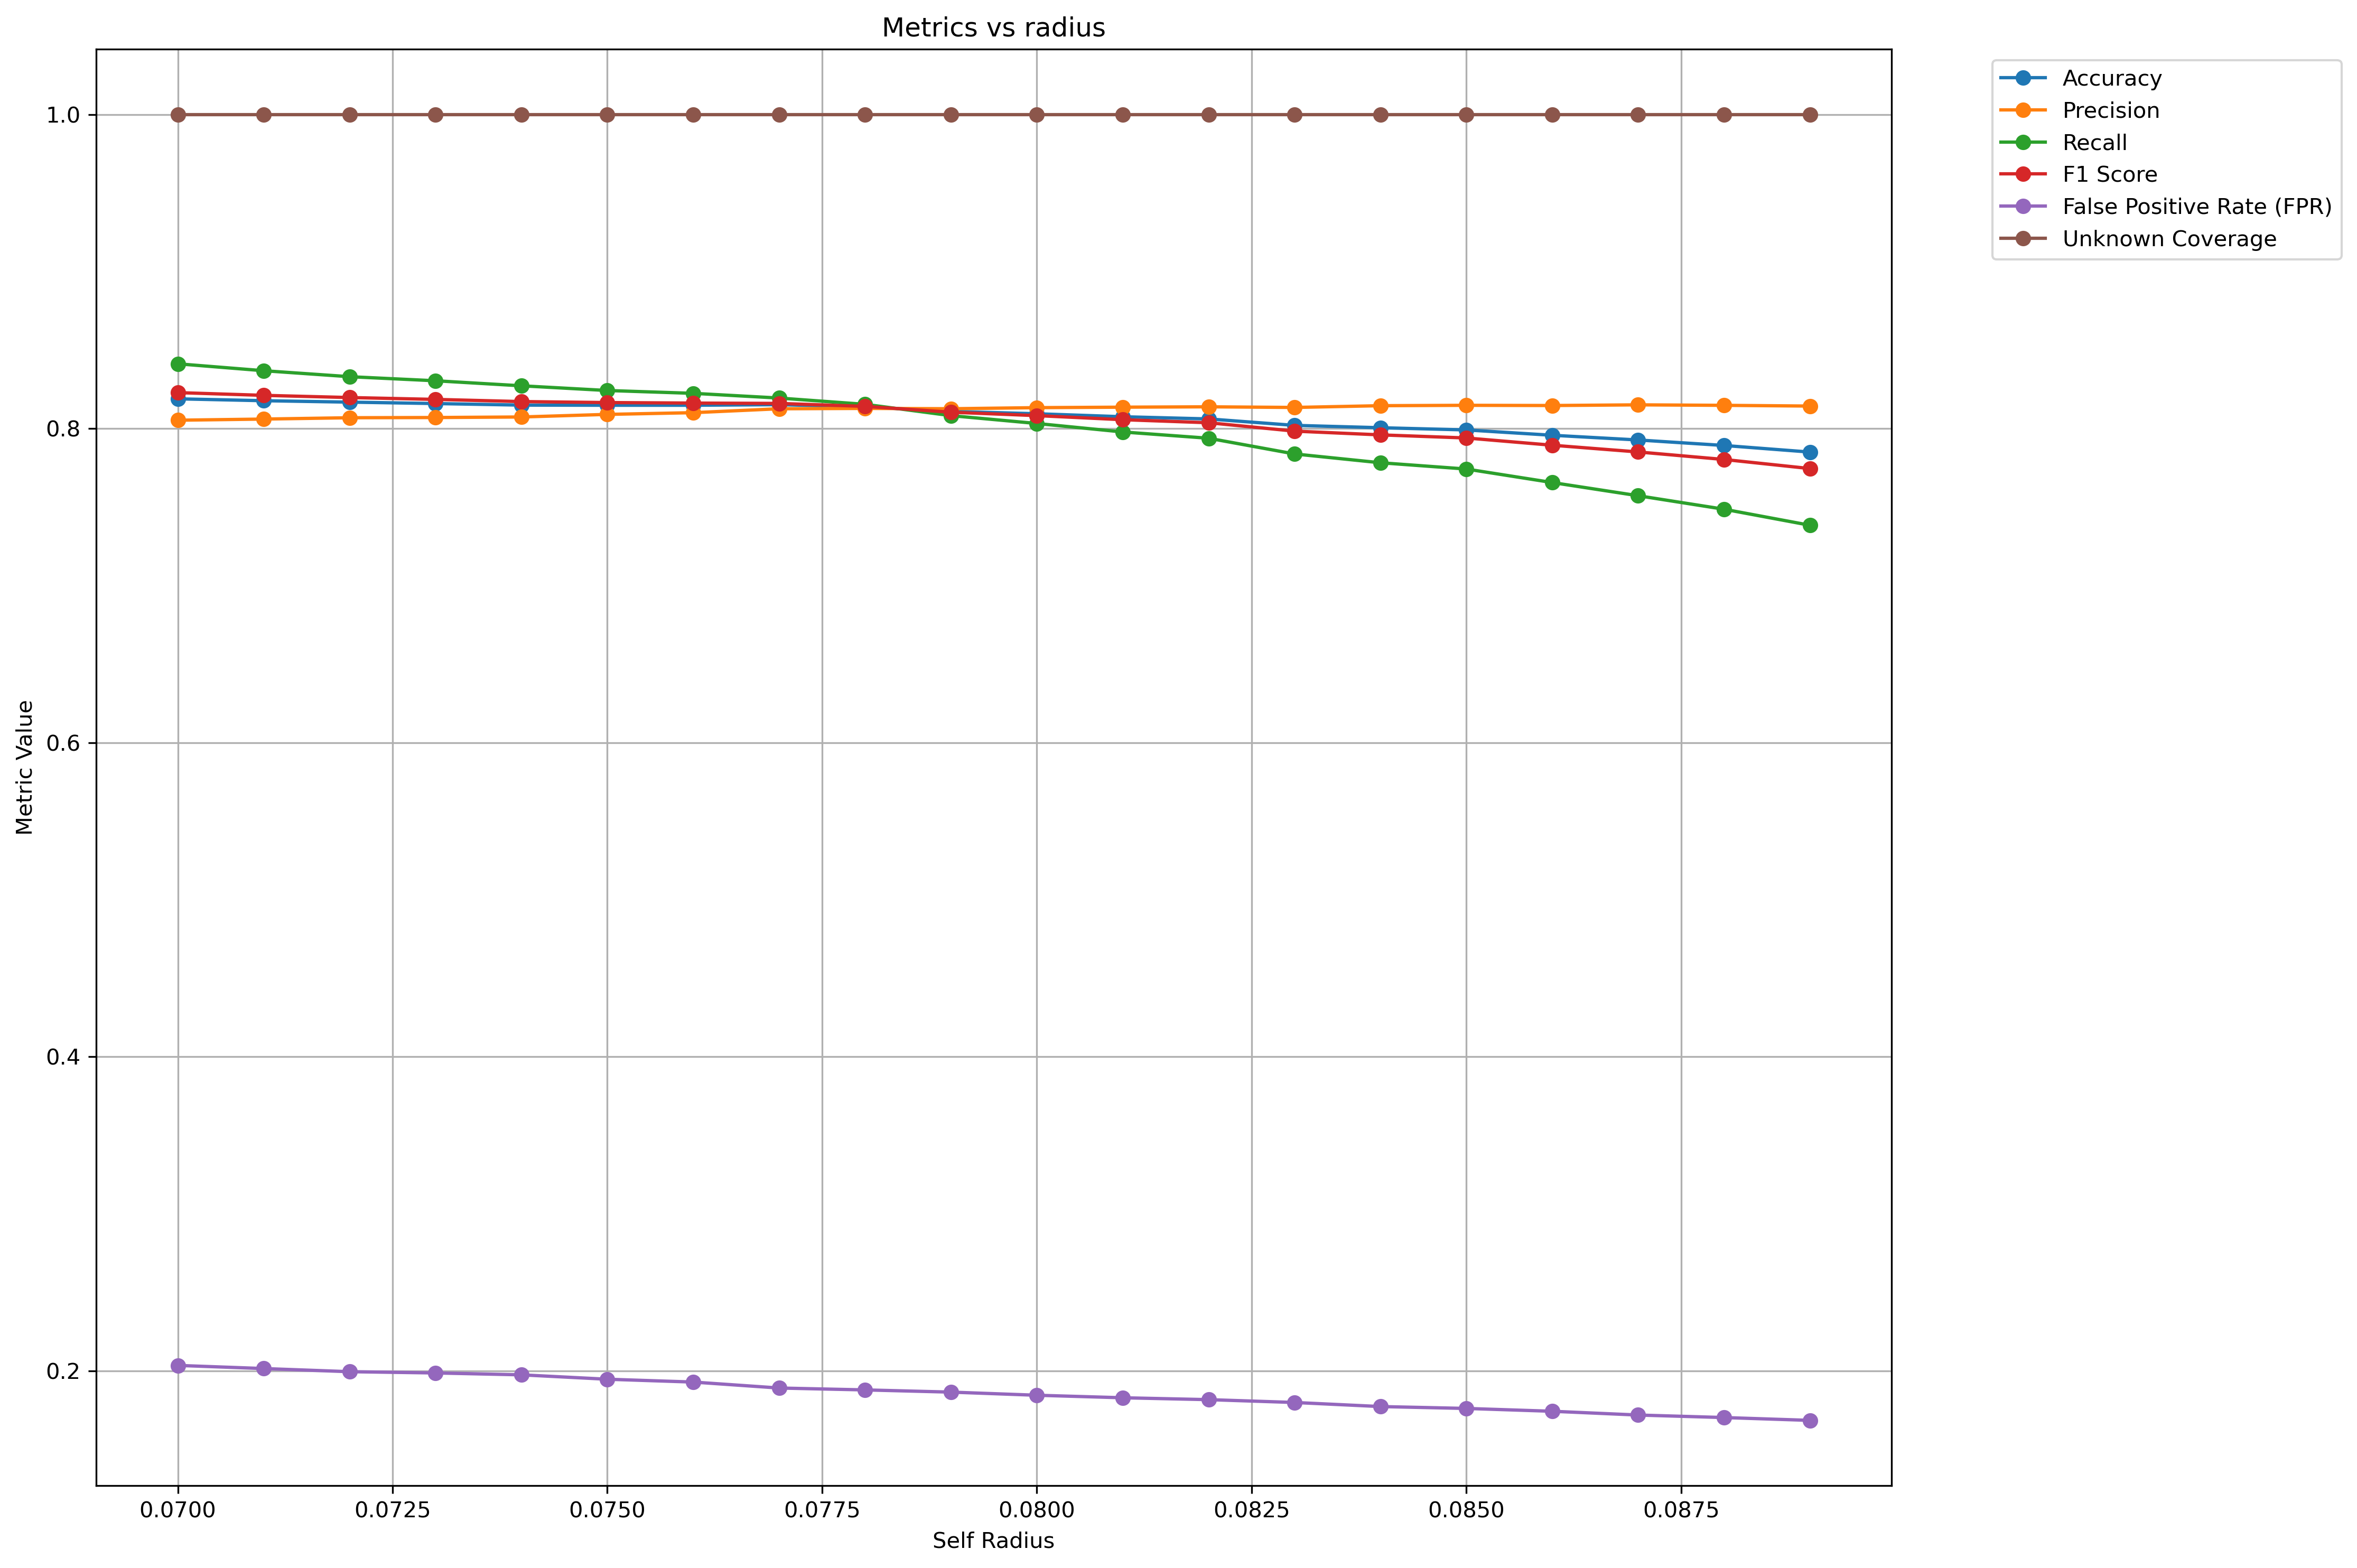 Metrics vs radius
Accuracy
Precision
Recall
F1 Score
False Positive Rate (FPR)
Unknown Coverage
Metric Value
1.0
0.8
0.6
0.4
0.2
0.0700 0.0725 0.0750 0.0775 0.0800 0.0825 0.0850 0.0875
Self Radius